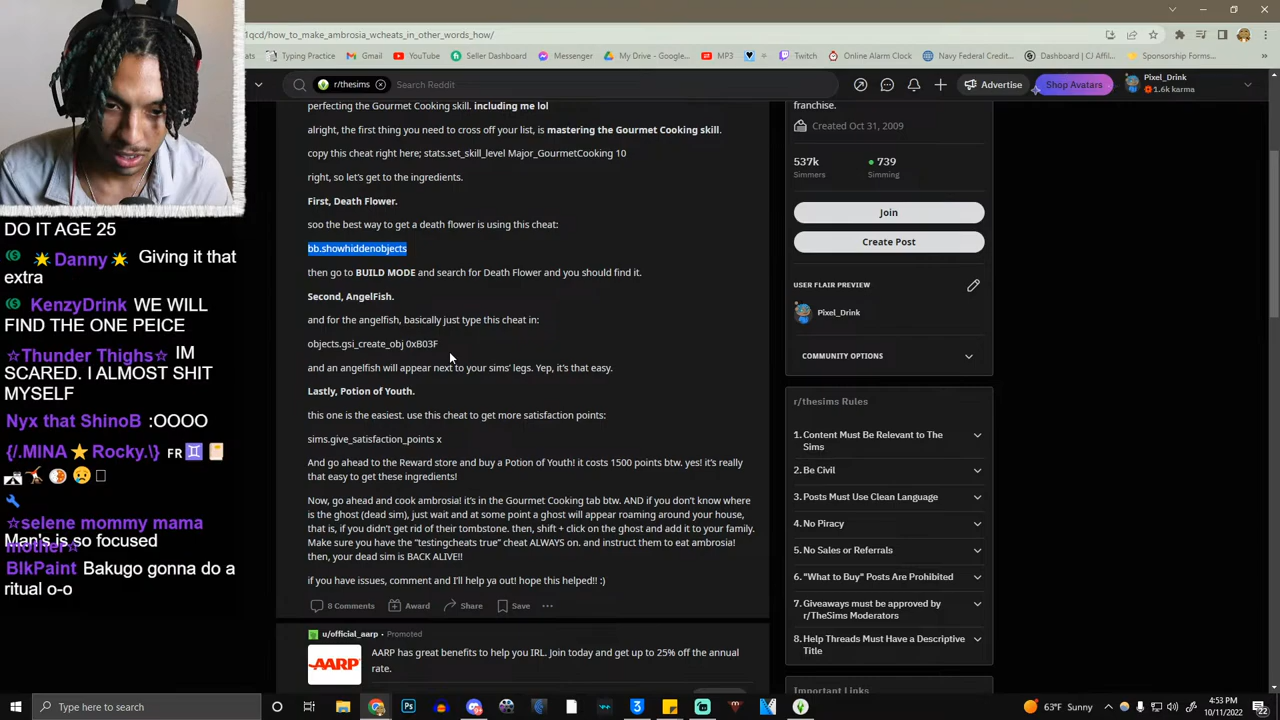 1qcd/how_to_make_ambrosia_wcheats_in_other_words_how/
ps
Typing Practice
Gmail
YouTube
Seller Dashboard
Messenger
My Drive - Google...
MP3
Twitch
Online Alarm Clock
Navy Federal Credit...
Dashboard | CJ Affil...
Sponsorship Forms...
»
r/thesims
Search Reddit
Advertise
Shop Avatars
Pixel_Drink
1.6k karma
perfecting the Gourmet Cooking skill. including me lol
alright, the first thing you need to cross off your list, is mastering the Gourmet Cooking skill.
copy this cheat right here; stats.set_skill_level Major_GourmetCooking 10
right, so let's get to the ingredients.
First, Death Flower.
soo the best way to get a death flower is using this cheat:
bb.showhiddenobjects
then go to BUILD MODE and search for Death Flower and you should find it.
Second, AngelFish.
and for the angelfish, basically just type this cheat in:
objects.gsi_create_obj 0xB03F
and an angelfish will appear next to your sims' legs. Yep, it's that easy.
Lastly, Potion of Youth.
this one is the easiest. use this cheat to get more satisfaction points:
sims.give_satisfaction_points x
And go ahead to the Reward store and buy a Potion of Youth! it costs 1500 points btw. yes! it's really
that easy to get these ingredients!
Now, go ahead and cook ambrosia! it's in the Gourmet Cooking tab btw. AND if you don't know where
is the ghost (dead sim), just wait and at some point a ghost will appear roaming around your house,
that is, if you didn't get rid of their tombstone. then, shift + click on the ghost and add it to your family.
Make sure you have the "testingcheats true" cheat ALWAYS on. and instruct them to eat ambrosia!
then, your dead sim is BACK ALIVE!!
if you have issues, comment and I'll help ya out! hope this helped!! :)
8 Comments
Award
Share
Save
u/official_aarp • Promoted
AARP
AARP has great benefits to help you IRL. Join today and get up to 25% off the annual
rate.
franchise.
Created Oct 31, 2009
537k
739
Simmers
Simming
Join
Create Post
USER FLAIR PREVIEW
Pixel_Drink
COMMUNITY OPTIONS
r/thesims Rules
1. Content Must Be Relevant to The
Sims
2. Be Civil
3. Posts Must Use Clean Language
4. No Piracy
5. No Sales or Referrals
6. "What to Buy" Posts Are Prohibited
7. Giveaways must be approved by
r/TheSims Moderators
8. Help Threads Must Have a Descriptive
Title
Important Links
DO IT AGE 25
Danny Giving it that
extra
KenzyDrink WE WILL
FIND THE ONE PEICE
☆Thunder Thighs☆ IM
SCARED. I ALMOST SHIT
MYSELF
Nyx that ShinoB :OOOO
{/.MINA ⭐ Rocky.\} FR
☆selene mommy mama
mother☆
Man's is so focused
BlkPaint Bakugo gonna do a
ritual o-o
Type here to search
63°F Sunny
4:53 PM
10/11/2022
22